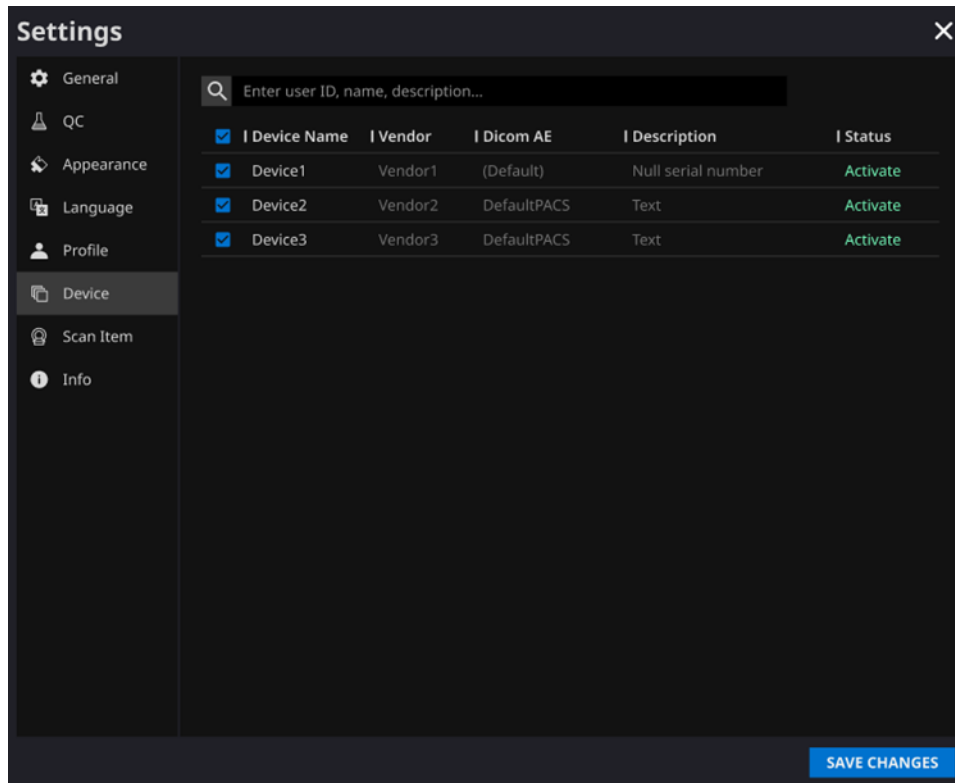 Settings
General
QC
Appearance
Language
Profile
Device
Scan Item
Info
Enter user ID, name, description...
Device Name Vendor Dicom AE Description Status
Device1 Vendor1 (Default) Null serial number Activate
Device2 Vendor2 DefaultPACS Text Activate
Device3 Vendor3 DefaultPACS Text Activate
SAVE CHANGES